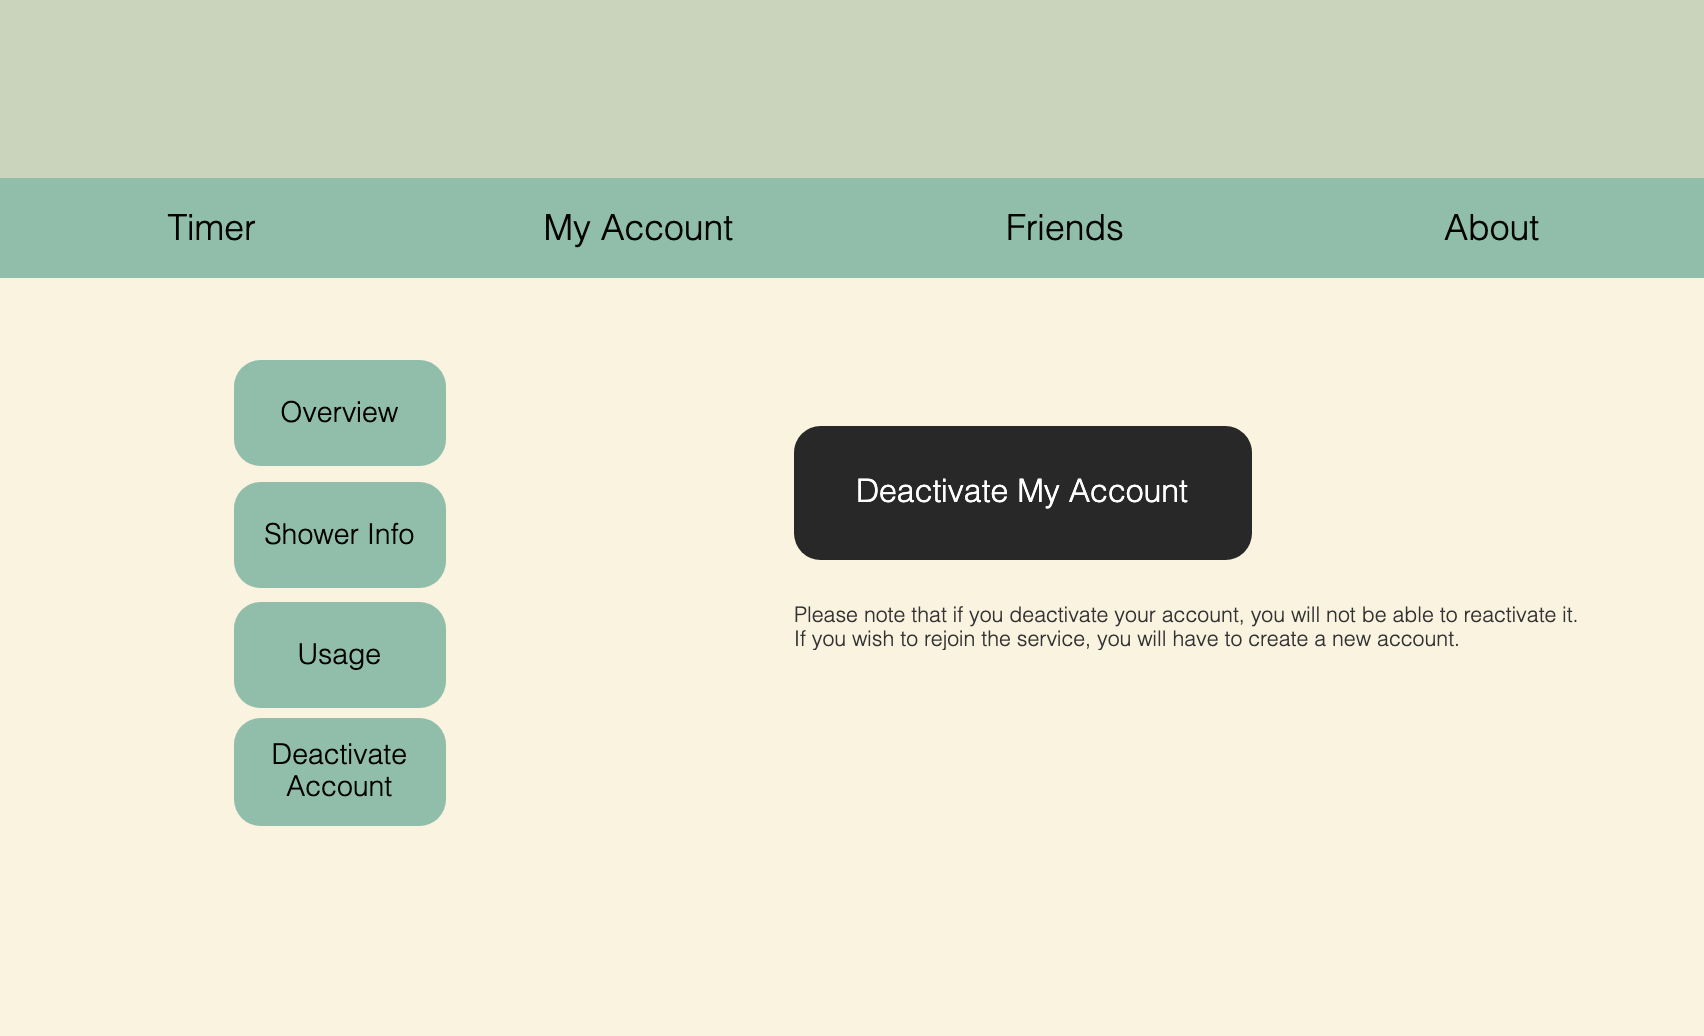 Timer
My Account
Friends
About
Overview
Shower Info
Usage
Deactivate
Account
Deactivate My Account
Please note that if you deactivate your account, you will not be able to reactivate it.
If you wish to rejoin the service, you will have to create a new account.